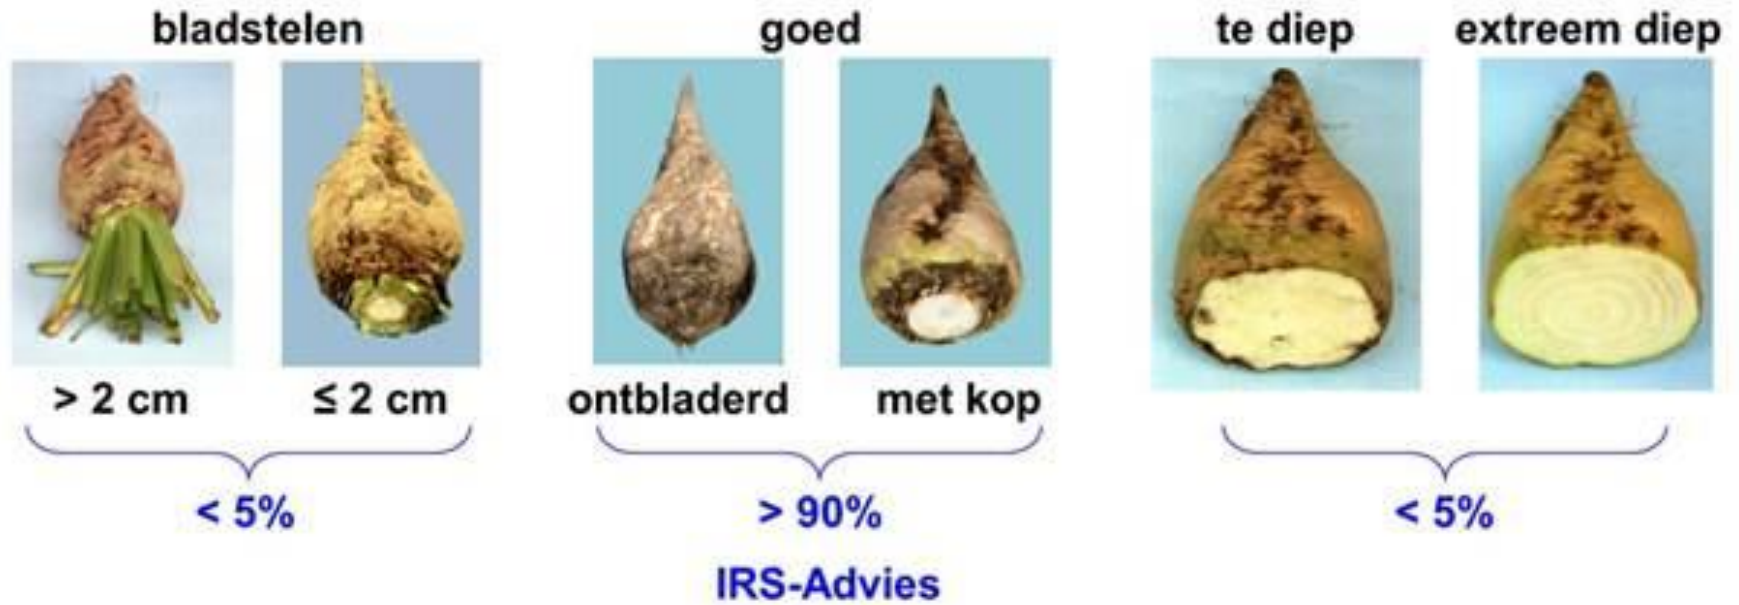 bladstelen goed te diep extreem diep
> 2 cm ≤ 2 cm ontbladerd met kop
< 5% > 90% < 5%
IRS-Advies